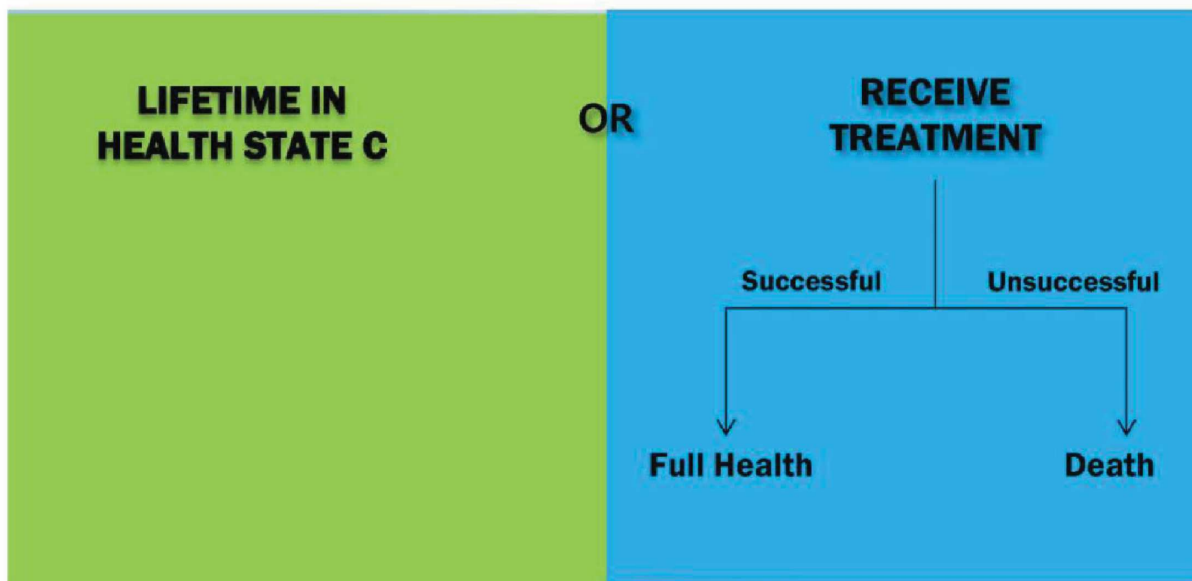 LIFETIME IN
HEALTH STATE C
OR
RECEIVE
TREATMENT
Successful
Unsuccessful
Full Health
Death